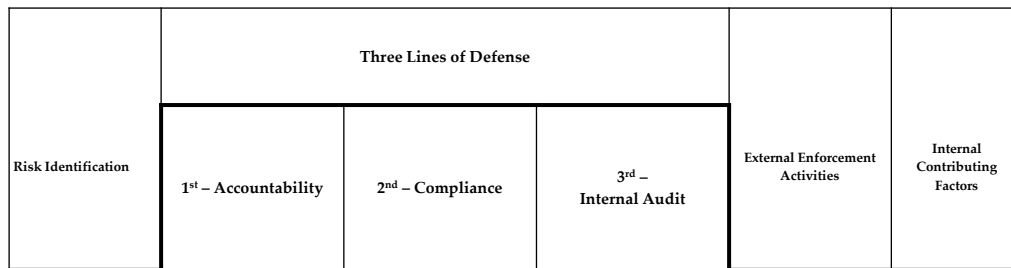 Three Lines of Defense
Risk Identification
1st – Accountability
2nd – Compliance
3rd –
Internal Audit
External Enforcement
Activities
Internal
Contributing
Factors